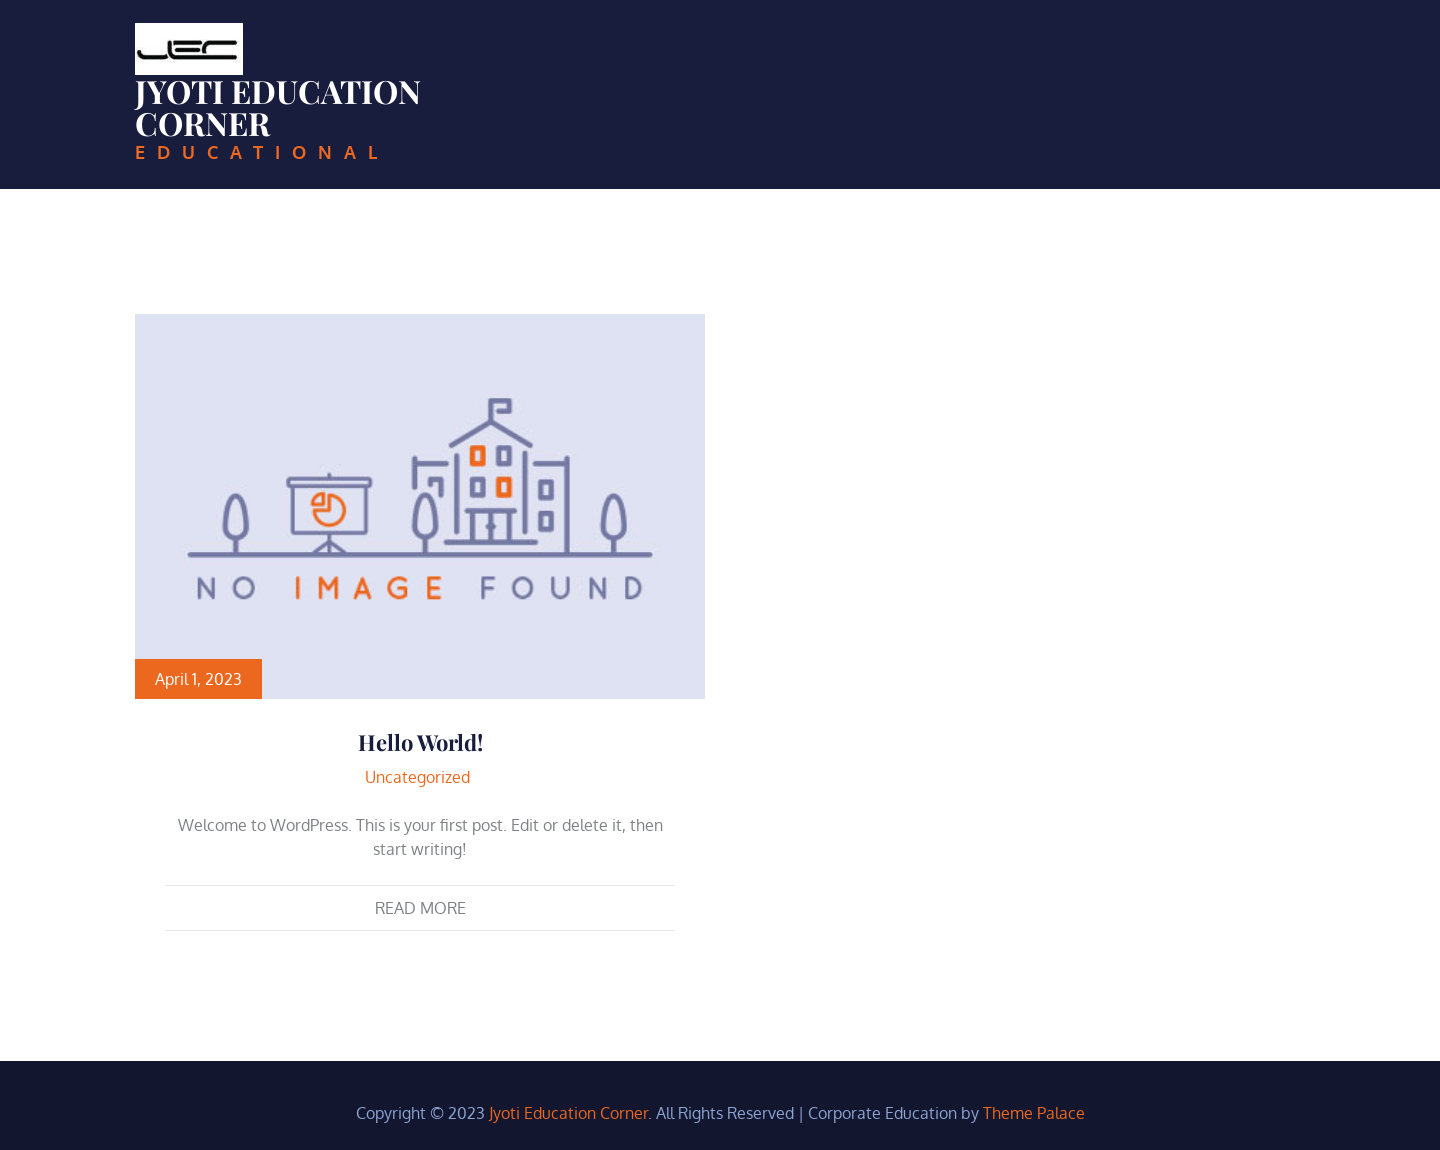 JEC
JYOTI EDUCATION
CORNER
EDUCATIONAL
NO IMAGE FOUND
April 1, 2023
Hello World!
Uncategorized
Welcome to WordPress. This is your first post. Edit or delete it, then
start writing!
READ MORE
Copyright © 2023 Jyoti Education Corner. All Rights Reserved | Corporate Education by Theme Palace